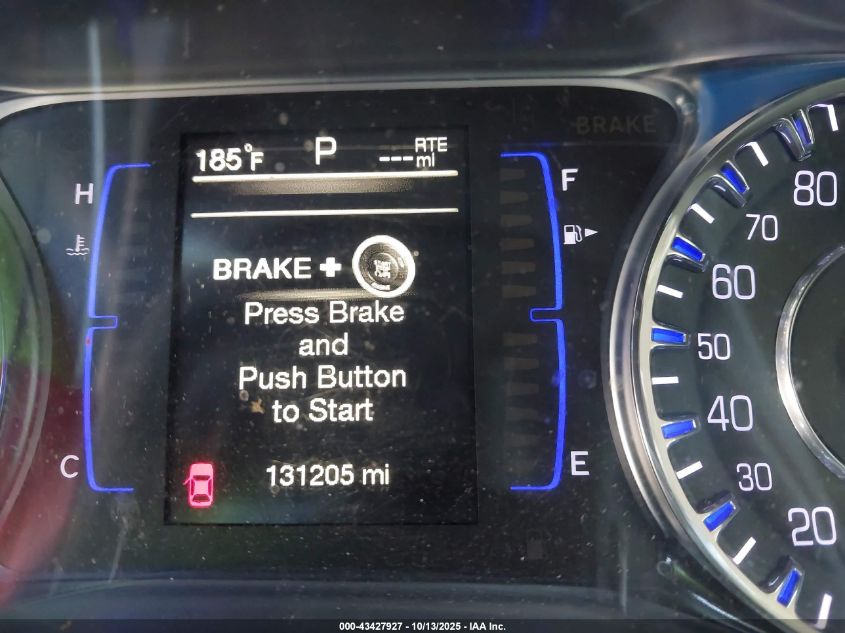 BRAKE
185°F P --- RTE mi
H
F
BRAKE +
Press Brake
and
Push Button
to Start
C
E
131205 mi
80
70
60
50
40
30
20
000-43427927 - 10/13/2025 - IAA Inc.